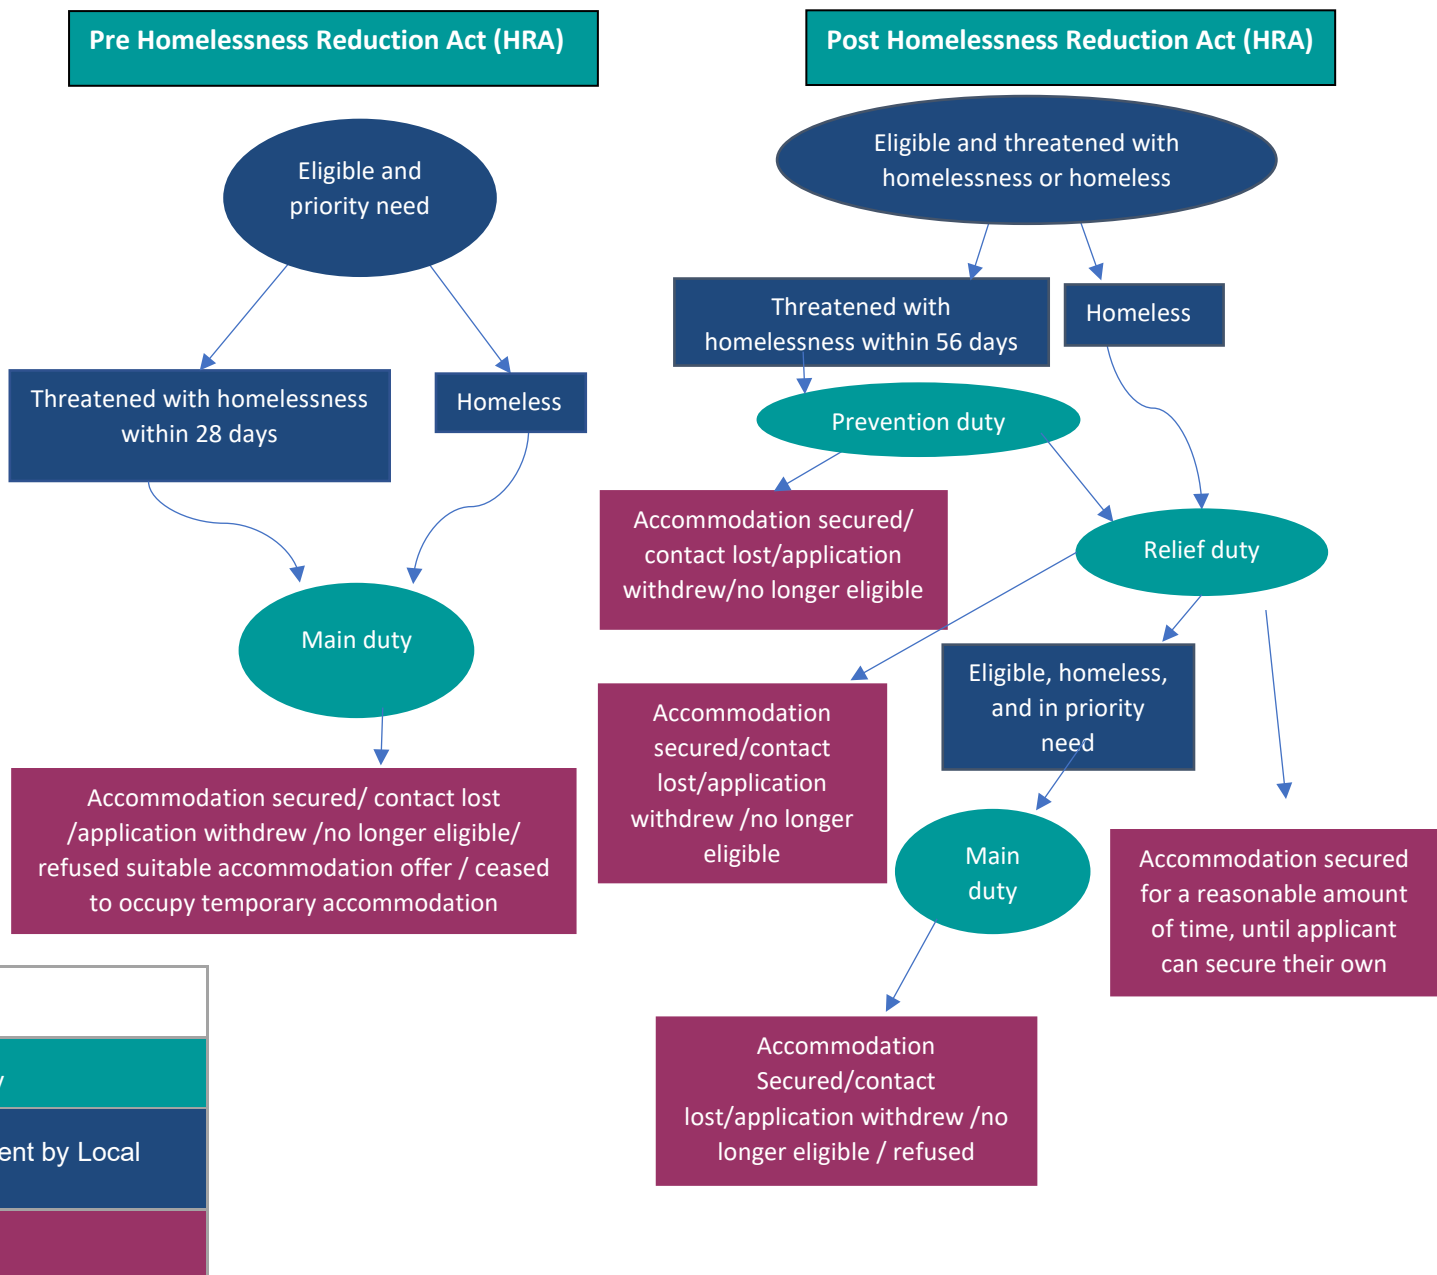 Pre Homelessness Reduction Act (HRA)
Eligible and
priority need
Threatened with homelessness
within 28 days
Homeless
Main duty
Accommodation secured/ contact lost
/application withdrew /no longer eligible/
refused suitable accommodation offer / ceased
to occupy temporary accommodation
Post Homelessness Reduction Act (HRA)
Eligible and threatened with
homelessness or homeless
Threatened with
homelessness within 56 days
Homeless
Prevention duty
Accommodation secured/
contact lost/application
withdrew/no longer eligible
Relief duty
Accommodation
secured/contact
lost/application
withdrew /no longer
eligible
Eligible, homeless,
and in priority
need
Main
duty
Accommodation secured
for a reasonable amount
of time, until applicant
can secure their own
Accommodation
Secured/contact
lost/application withdrew /no
longer eligible / refused
by Local